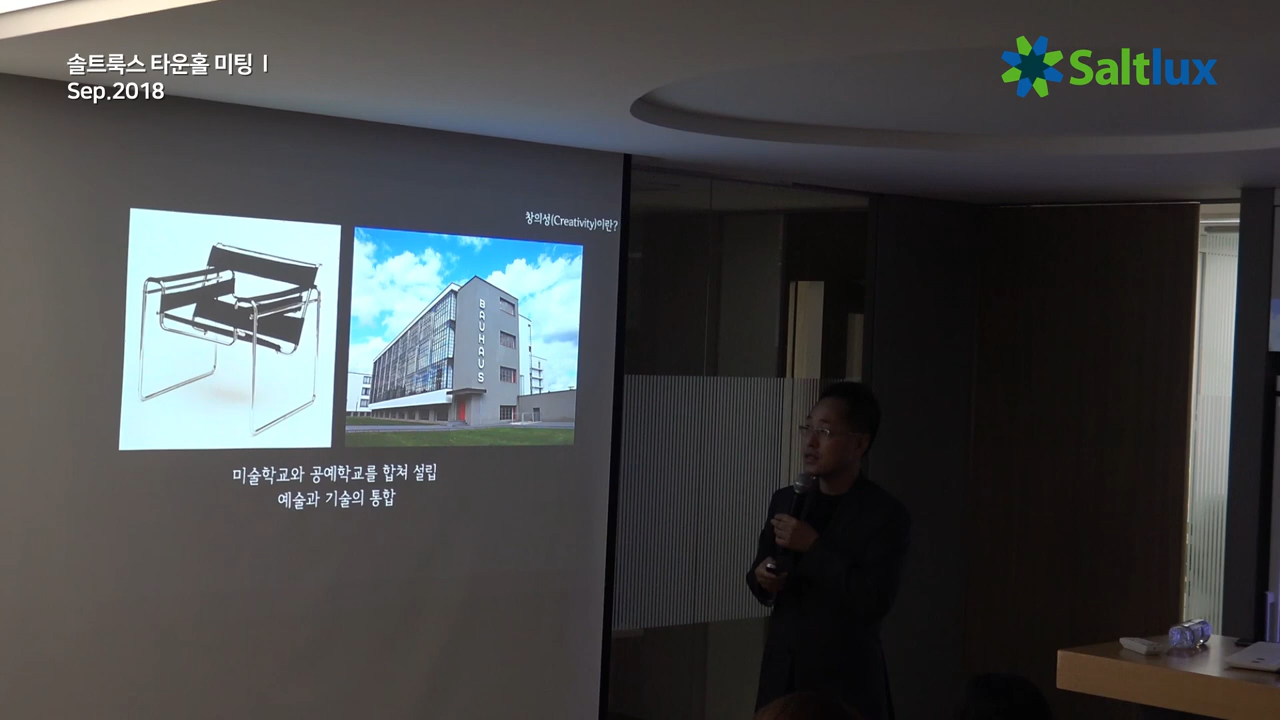 솔트룩스 타운홀 미팅 I
Sep.2018
Saltlux
창의성(Creativity)이란?
BAUHAUS
미술학교와 공예학교를 합쳐 설립
예술과 기술의 통합